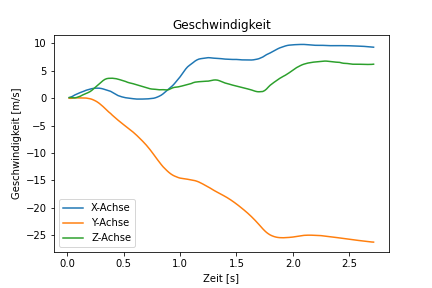 Geschwindigkeit
Geschwindigkeit [m/s]
10
5
0
−5
−10
−15
−20
−25
X-Achse
Y-Achse
Z-Achse
0.0 0.5 1.0 1.5 2.0 2.5
Zeit [s]